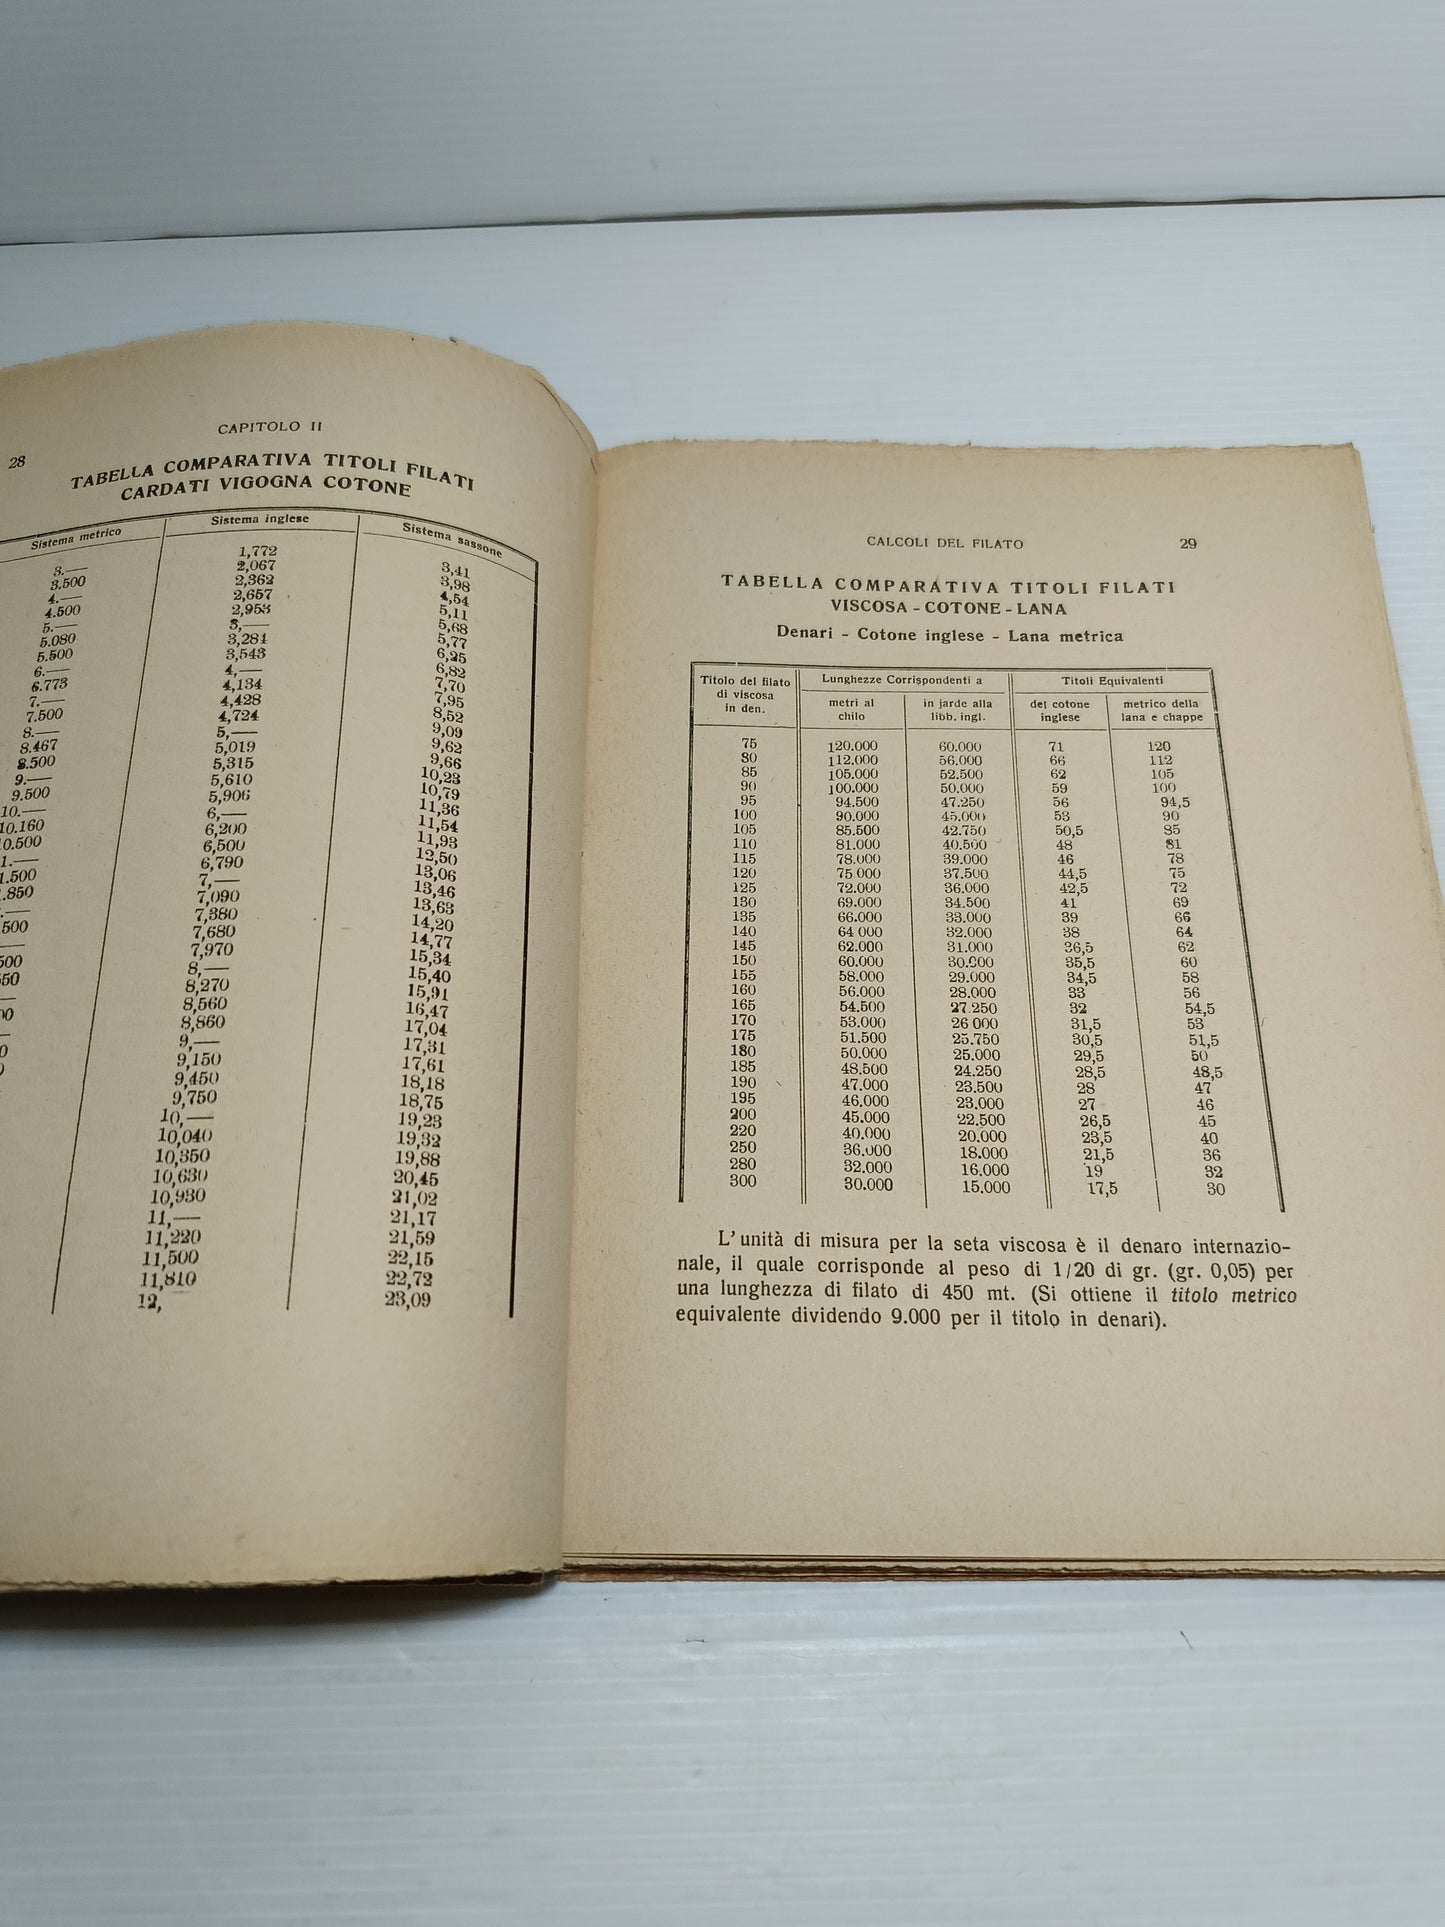 CAPITOLO II
28
TABELLA COMPARATIVA TITOLI FILATI
CARDATI VIGOGNA COTONE
Sistema metrico Sistema inglese Sistema sassone
3.— 1,772 3,41
3.500 2,067 3,98
4.— 2,362 4,54
4.500 2,657 5,11
5.— 2,953 5,68
5.080 3,— 5,77
5.500 3,281 6,25
6.— 3,543 6,82
6.773 4,— 7,70
7.— 4,134 7,95
7.500 4,428 8,52
8.— 4,724 9,09
8.467 5,— 9,62
8.500 5,019 9,66
9.— 5,315 10,23
9.500 5,610 10,79
10.— 5,906 11,36
10.160 6,— 11,54
10.500 6,200 11,93
1.— 6,500 12,50
1.500 6,790 13,06
.850 7,— 13,46
.— 7,090 13,63
500 7,380 14,20
— 7,680 14,77
500 7,970 15,34
50 8,— 15,40
— 8,270 15,91
00 8,560 16,47
— 8,860 17,04
0 9,— 17,31
9,150 17,61
9,450 18,18
9,750 18,75
10,— 19,23
10,040 19,32
10,350 19,88
10,630 20,45
10,930 21,02
11,— 21,17
11,220 21,59
11,500 22,15
11,810 22,72
12, 23,09
CALCOLI DEL FILATO 29
TABELLA COMPARATIVA TITOLI FILATI
VISCOSA - COTONE - LANA
Denari - Cotone inglese - Lana metrica
Titolo del filato Lunghezze Corrispondenti a Titoli Equivalenti
di viscosa metri al in jarde alla del cotone metrico della
in den. chilo libb. ingl. inglese lana e chappe
75 120.000 60.000 71 120
80 112.000 56.000 66 112
85 105.000 52.500 62 105
90 100.000 50.000 59 100
95 94.500 47.250 56 94,5
100 90.000 45.000 53 90
105 85.500 42.750 50,5 85
110 81.000 40.500 48 81
115 78.000 39.000 46 78
120 75 000 37.500 44,5 75
125 72.000 36.000 42,5 72
130 69.000 34.500 41 69
135 66.000 33.000 39 66
140 64 000 32.000 38 64
145 62.000 31.000 36,5 62
150 60.000 30.000 35,5 60
155 58.000 29.000 34,5 58
160 56.000 28.000 33 56
165 54.500 27.250 32 54,5
170 53.000 26 000 31,5 53
175 51.500 25.750 30,5 51,5
180 50.000 25.000 29,5 50
185 48.500 24.250 28,5 48,5
190 47.000 23.500 28 47
195 46.000 23.000 27 46
200 45.000 22.500 26,5 45
220 40.000 20.000 23,5 40
250 36.000 18.000 21,5 36
280 32.000 16.000 19 32
300 30.000 15.000 17,5 30
L'unità di misura per la seta viscosa è il denaro internazio-
nale, il quale corrisponde al peso di 1/20 di gr. (gr. 0,05) per
una lunghezza di filato di 450 mt. (Si ottiene il titolo metrico
equivalente dividendo 9.000 per il titolo in denari).